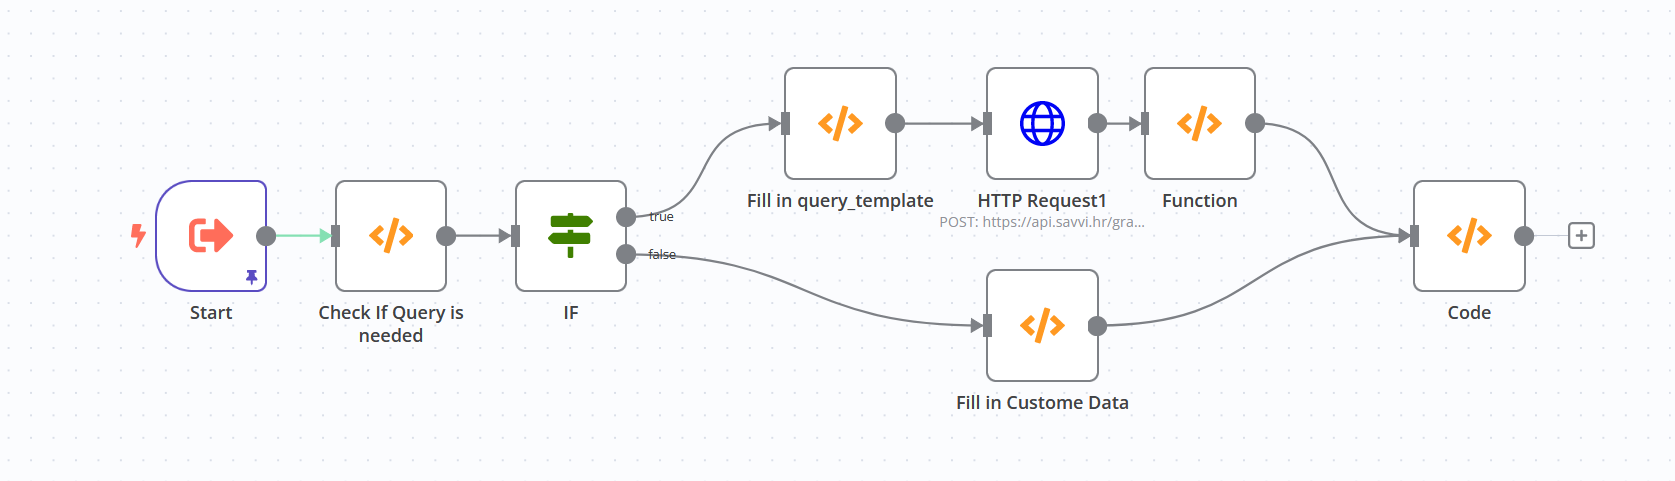 Start
Check If Query is
needed
IF
true
false
Fill in query_template
HTTP Request1
POST: https://api.savvi.hr/gra...
Function
Fill in Custome Data
Code